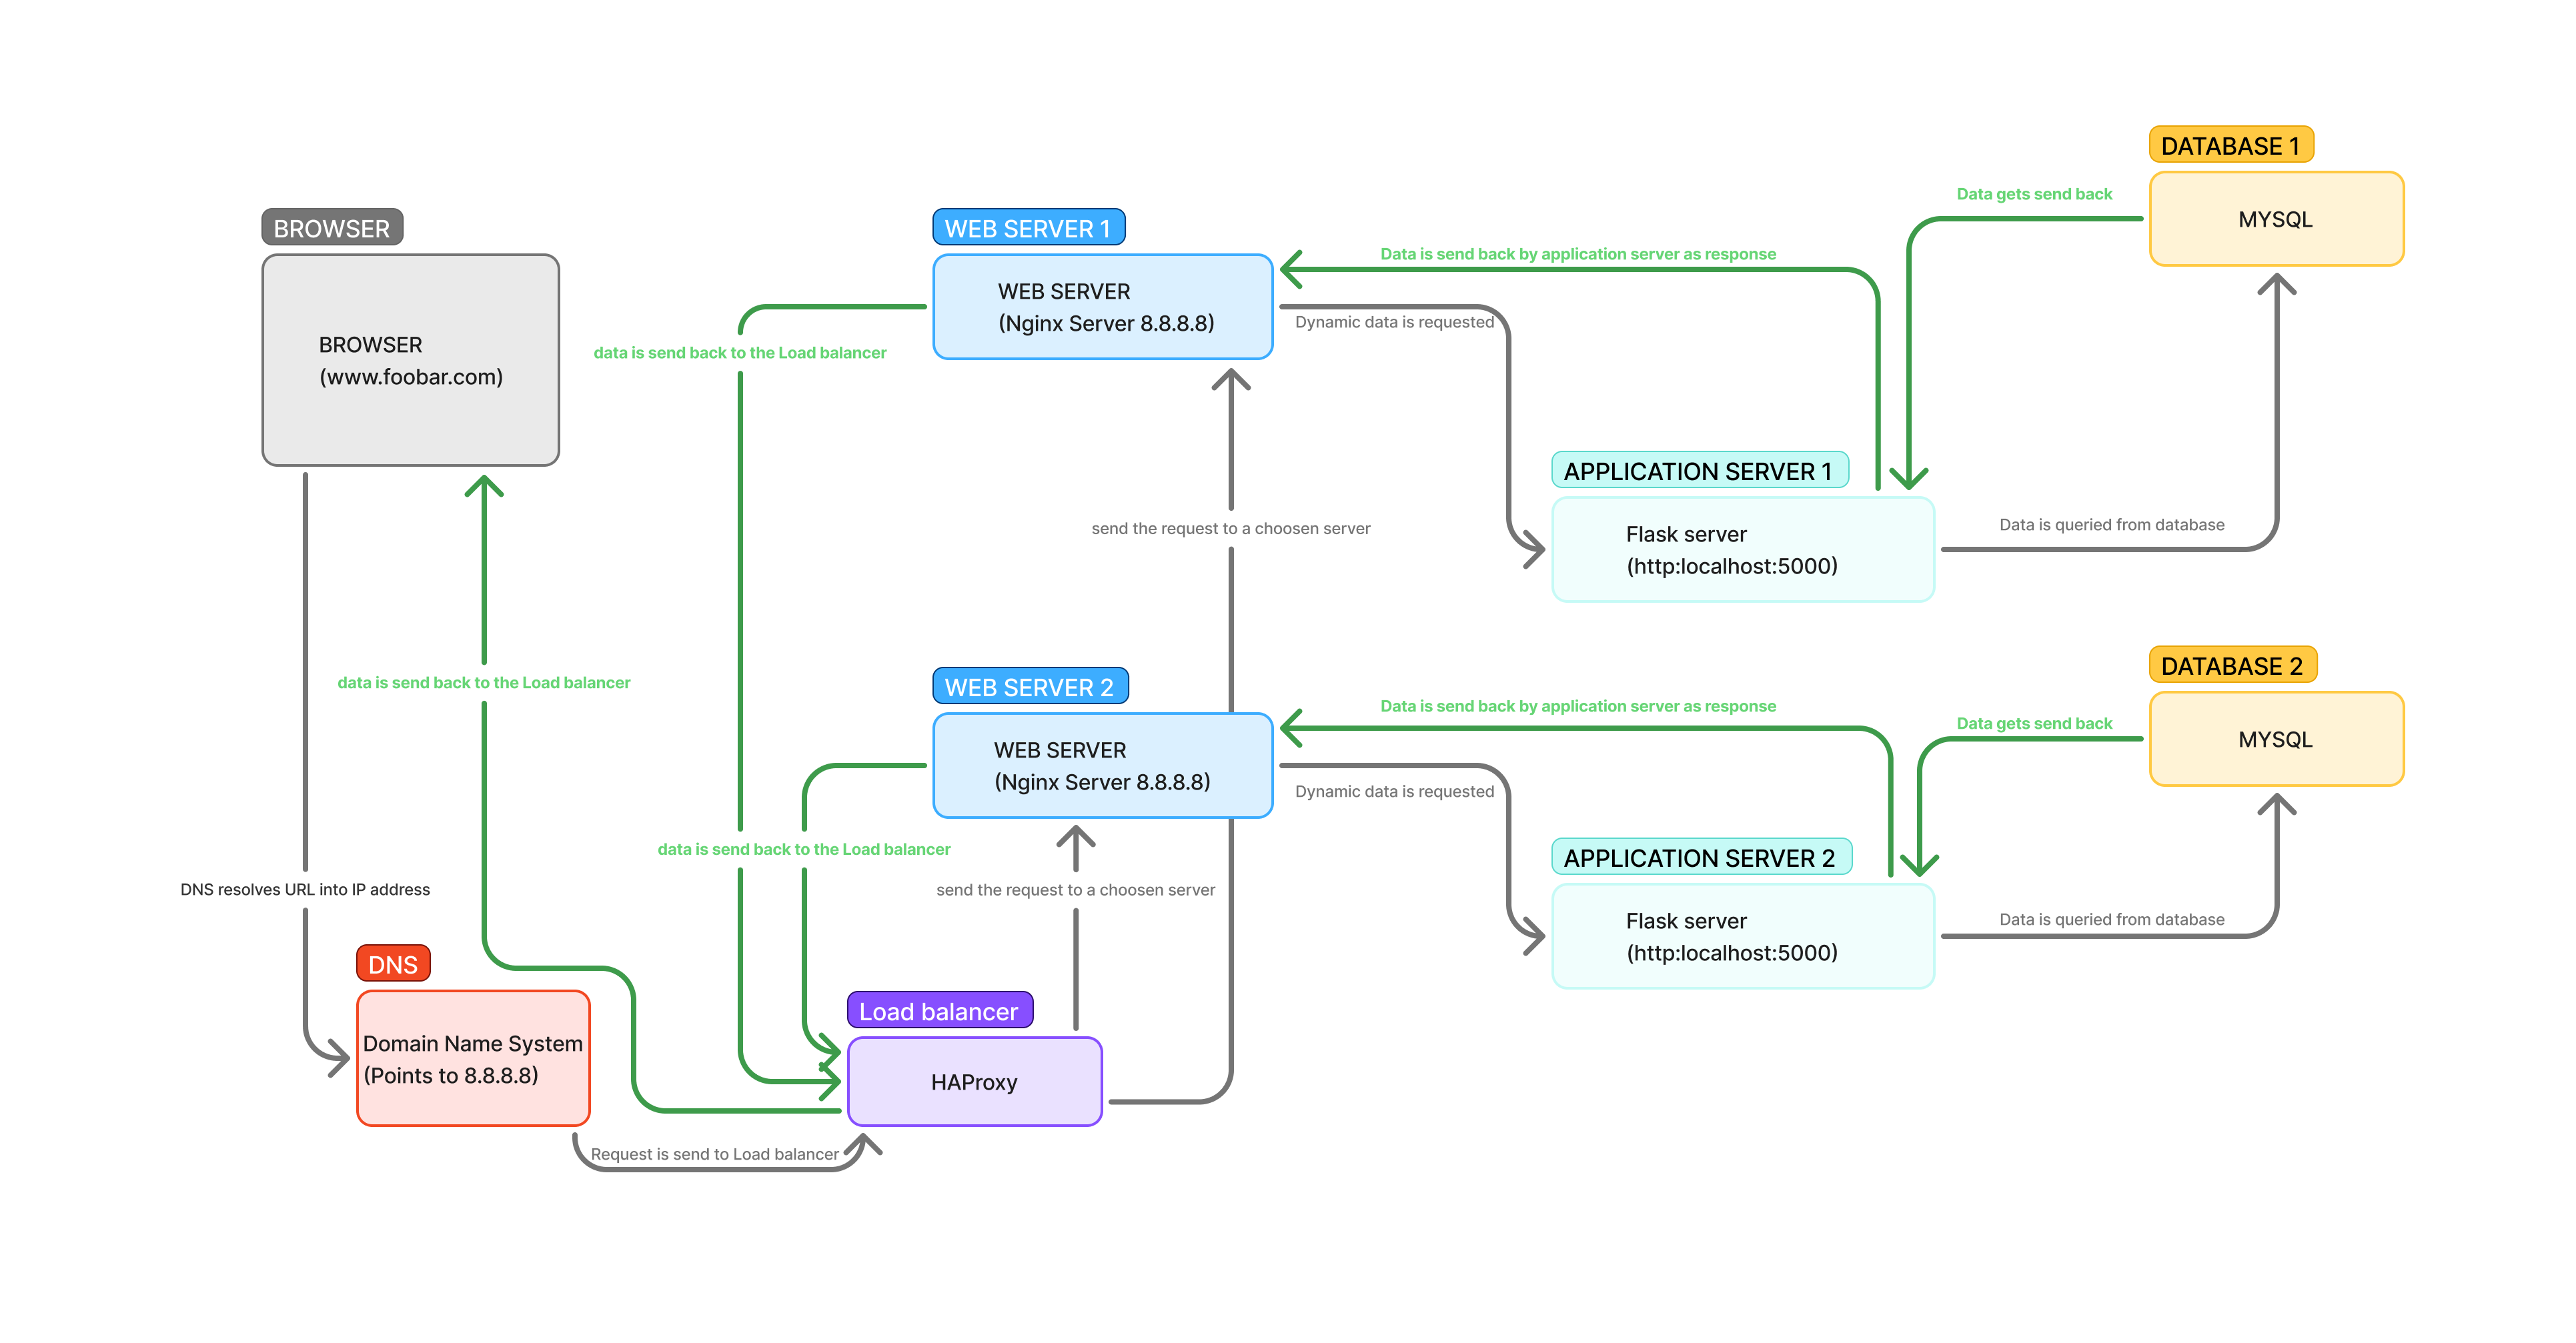 DATABASE 1
MYSQL
Data gets send back
BROWSER
BROWSER
(www.foobar.com)
WEB SERVER 1
WEB SERVER
(Nginx Server 8.8.8.8)
Data is send back by application server as response
Dynamic data is requested
data is send back to the Load balancer
APPLICATION SERVER 1
Flask server
(http:localhost:5000)
Data is queried from database
send the request to a choosen server
data is send back to the Load balancer
WEB SERVER 2
WEB SERVER
(Nginx Server 8.8.8.8)
Data is send back by application server as response
Dynamic data is requested
DATABASE 2
MYSQL
Data gets send back
data is send back to the Load balancer
send the request to a choosen server
APPLICATION SERVER 2
Flask server
(http:localhost:5000)
Data is queried from database
DNS resolves URL into IP address
DNS
Domain Name System
(Points to 8.8.8.8)
Load balancer
HAProxy
Request is send to Load balancer